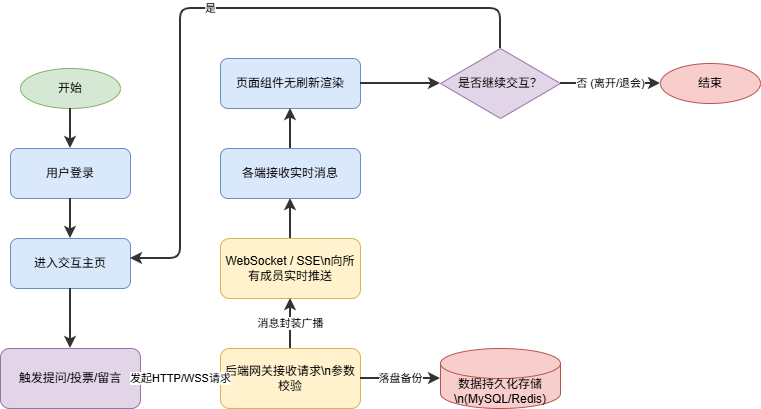 是
开始
页面组件无刷新渲染
是否继续交互?
否 (离开/退会)
结束
用户登录
各端接收实时消息
进入交互主页
WebSocket / SSE\n向所
有成员实时推送
消息封装广播
触发提问/投票/留言
发起HTTP/WSS请求
后端网关接收请求\n参数
校验
落盘备份
数据持久化存储
\n(MySQL/Redis)